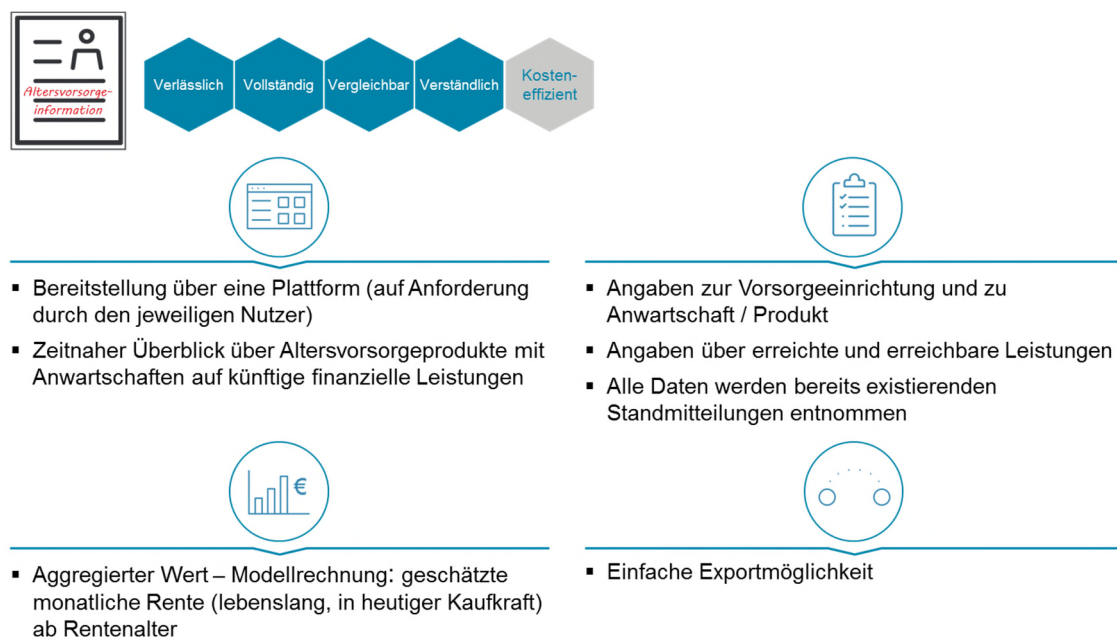 Altersvorsorge-
information
Verlässlich
Vollständig
Vergleichbar
Verständlich
Kosten-
effizient
▪ Bereitstellung über eine Plattform (auf Anforderung
durch den jeweiligen Nutzer)
▪ Zeitnaher Überblick über Altersvorsorgeprodukte mit
Anwartschaften auf künftige finanzielle Leistungen
▪ Angaben zur Vorsorgeeinrichtung und zu
Anwartschaft / Produkt
▪ Angaben über erreichte und erreichbare Leistungen
▪ Alle Daten werden bereits existierenden
Standmitteilungen entnommen
€
▪ Aggregierter Wert – Modellrechnung: geschätzte
monatliche Rente (lebenslang, in heutiger Kaufkraft)
ab Rentenalter
▪ Einfache Exportmöglichkeit